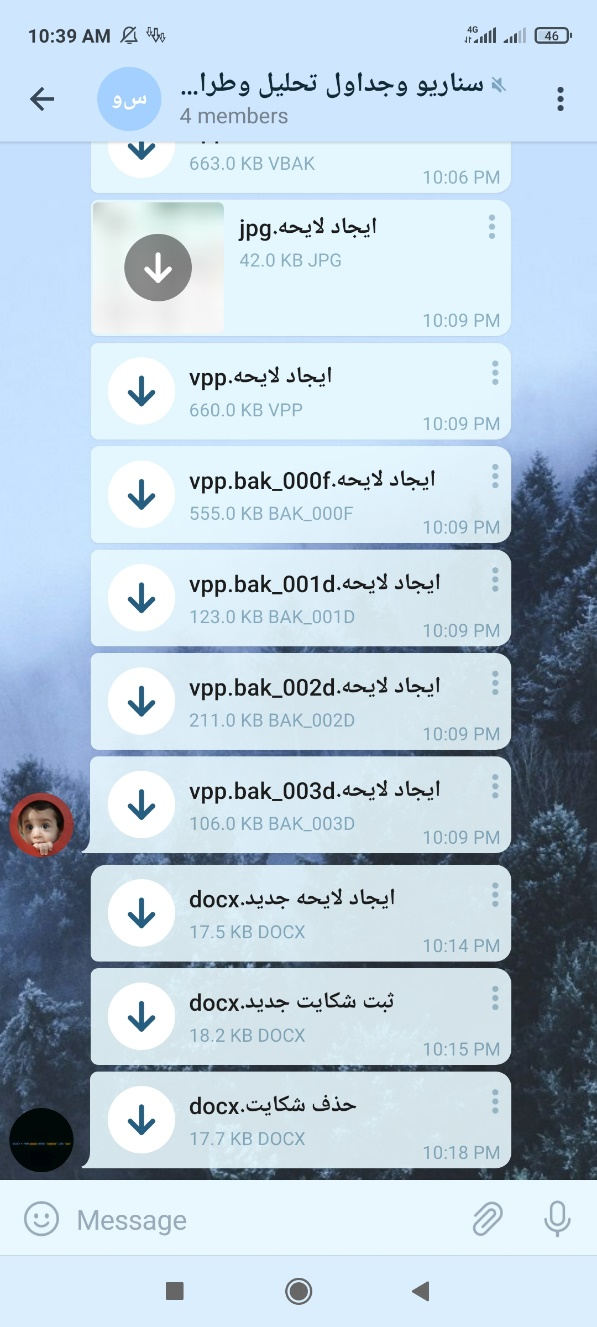 10:39 AM
4G
46
سناریو وجداول تحلیل وطرا...
4 members
س‌و
663.0 KB VBAK
10:06 PM
ایجاد لایحه.jpg
42.0 KB JPG
10:09 PM
ایجاد لایحه.vpp
660.0 KB VPP
10:09 PM
ایجاد لایحه.vpp.bak_000f
555.0 KB BAK_000F
10:09 PM
ایجاد لایحه.vpp.bak_001d
123.0 KB BAK_001D
10:09 PM
ایجاد لایحه.vpp.bak_002d
211.0 KB BAK_002D
10:09 PM
ایجاد لایحه.vpp.bak_003d
106.0 KB BAK_003D
10:09 PM
ایجاد لایحه جدید.docx
17.5 KB DOCX
10:14 PM
ثبت شکایت جدید.docx
18.2 KB DOCX
10:15 PM
حذف شکایت.docx
17.7 KB DOCX
10:18 PM
Message